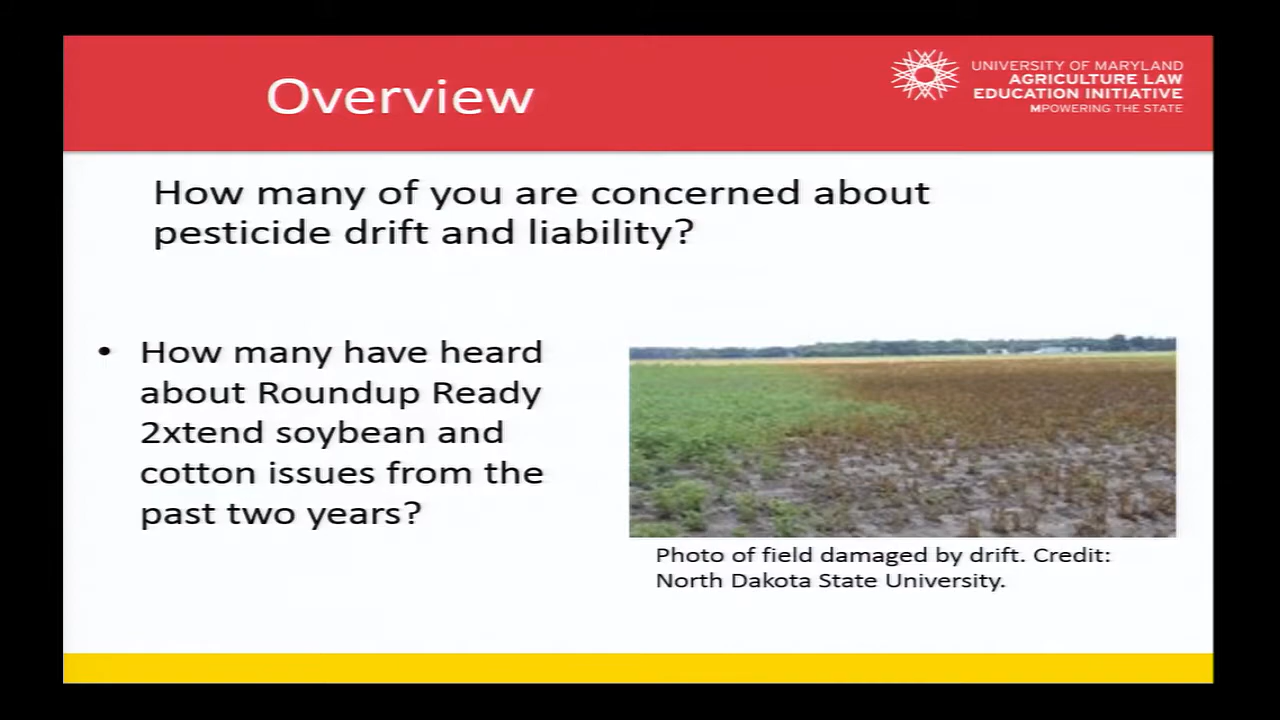 Overview
UNIVERSITY OF MARYLAND
AGRICULTURE LAW
EDUCATION INITIATIVE
MPOWERING THE STATE
How many of you are concerned about
pesticide drift and liability?
• How many have heard
about Roundup Ready
2xtend soybean and
cotton issues from the
past two years?
Photo of field damaged by drift. Credit:
North Dakota State University.